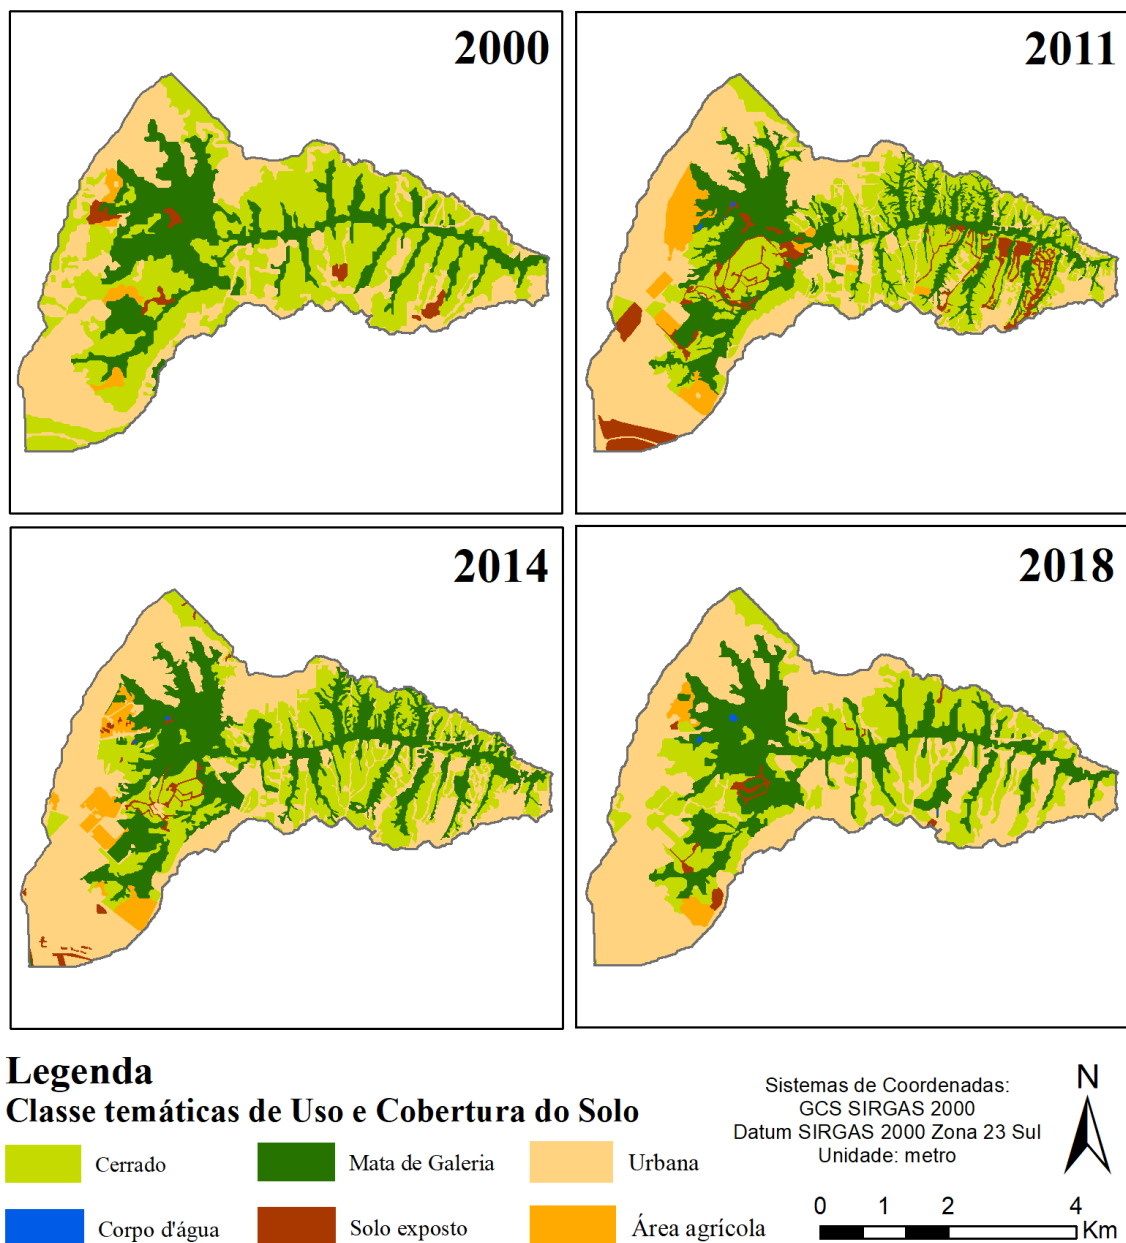 2000
2011
2014
2018
Legenda
Classe temáticas de Uso e Cobertura do Solo
Cerrado
Mata de Galeria
Urbana
Corpo d'água
Solo exposto
Área agrícola
Sistemas de Coordenadas:
GCS SIRGAS 2000
Datum SIRGAS 2000 Zona 23 Sul
Unidade: metro
N
0 1 2 4
Km